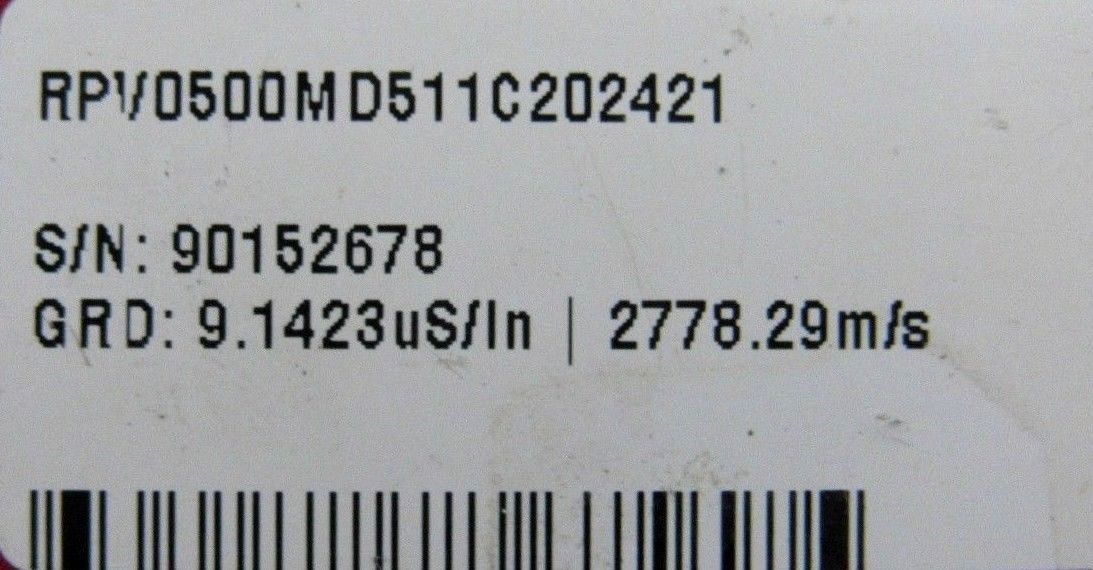 RPV0500MD511C202421
S/N: 90152678
GRD: 9.1423uS/In | 2778.29m/s